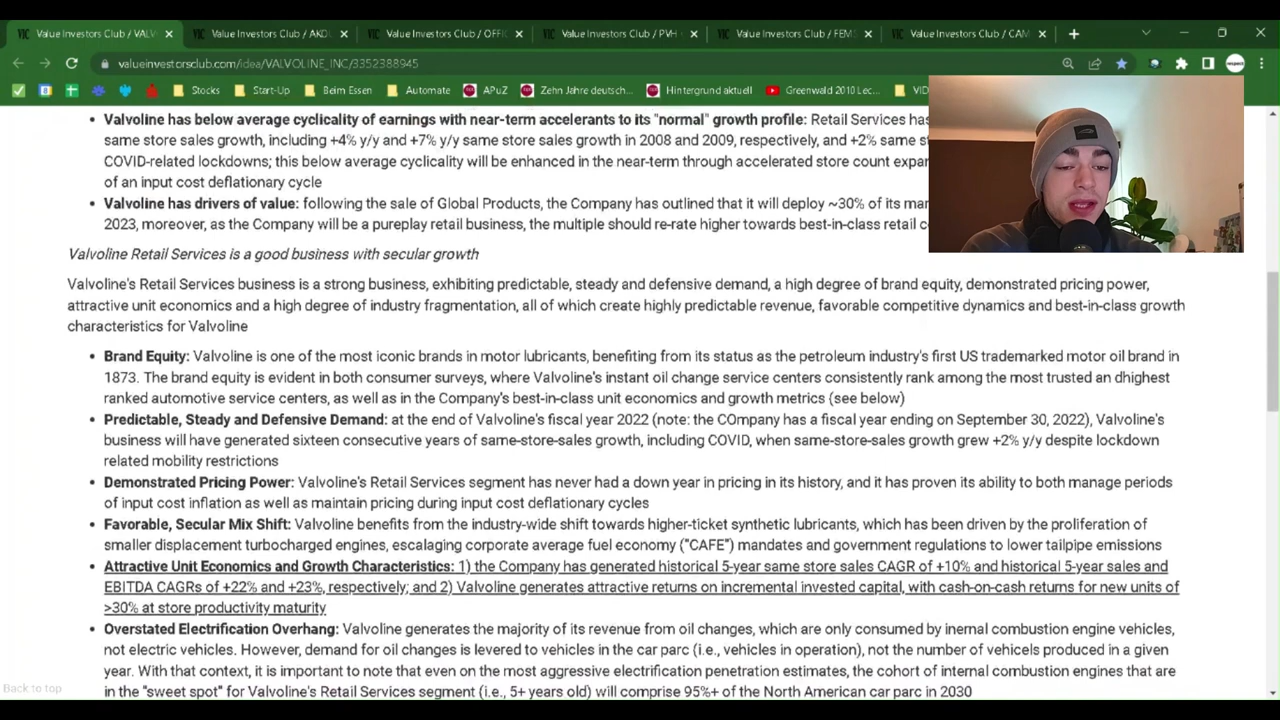 Value Investors Club / VALV
Value Investors Club / AKD
Value Investors Club / OFFI
Value Investors Club / PVH
Value Investors Club / FEMS
Value Investors Club / CAM
valueinvestorsclub.com/idea/VALVOLINE_INC/3352388945
Stocks
Start-Up
Beim Essen
Automate
APuZ
Zehn Jahre deutsch...
Hintergrund aktuell
Greenwald 2010 Lec...
VID
Valvoline has below average cyclicality of earnings with near-term accelerants to its "normal" growth profile: Retail Services has
same store sales growth, including +4% y/y and +7% y/y same store sales growth in 2008 and 2009, respectively, and +2% same st
COVID-related lockdowns; this below average cyclicality will be enhanced in the near-term through accelerated store count expan
of an input cost deflationary cycle
Valvoline has drivers of value: following the sale of Global Products, the Company has outlined that it will deploy ~30% of its mar
2023, moreover, as the Company will be a pureplay retail business, the multiple should re-rate higher towards best-in-class retail c
Valvoline Retail Services is a good business with secular growth
Valvoline's Retail Services business is a strong business, exhibiting predictable, steady and defensive demand, a high degree of brand equity, demonstrated pricing power,
attractive unit economics and a high degree of industry fragmentation, all of which create highly predictable revenue, favorable competitive dynamics and best-in-class growth
characteristics for Valvoline
Brand Equity: Valvoline is one of the most iconic brands in motor lubricants, benefiting from its status as the petroleum industry's first US trademarked motor oil brand in
1873. The brand equity is evident in both consumer surveys, where Valvoline's instant oil change service centers consistently rank among the most trusted an dhighest
ranked automotive service centers, as well as in the Company's best-in-class unit economics and growth metrics (see below)
Predictable, Steady and Defensive Demand: at the end of Valvoline's fiscal year 2022 (note: the COmpany has a fiscal year ending on September 30, 2022), Valvoline's
business will have generated sixteen consecutive years of same-store-sales growth, including COVID, when same-store-sales growth grew +2% y/y despite lockdown
related mobility restrictions
Demonstrated Pricing Power: Valvoline's Retail Services segment has never had a down year in pricing in its history, and it has proven its ability to both manage periods
of input cost inflation as well as maintain pricing during input cost deflationary cycles
Favorable, Secular Mix Shift: Valvoline benefits from the industry-wide shift towards higher-ticket synthetic lubricants, which has been driven by the proliferation of
smaller displacement turbocharged engines, escalaging corporate average fuel economy ("CAFE") mandates and government regulations to lower tailpipe emissions
Attractive Unit Economics and Growth Characteristics: 1) the Company has generated historical 5-year same store sales CAGR of +10% and historical 5-year sales and
EBITDA CAGRs of +22% and +23%, respectively; and 2) Valvoline generates attractive returns on incremental invested capital, with cash-on-cash returns for new units of
>30% at store productivity maturity
Overstated Electrification Overhang: Valvoline generates the majority of its revenue from oil changes, which are only consumed by inernal combustion engine vehicles,
not electric vehicles. However, demand for oil changes is levered to vehicles in the car parc (i.e., vehicles in operation), not the number of vehicels produced in a given
year. With that context, it is important to note that even on the most aggressive electrification penetration estimates, the cohort of internal combustion engines that are
in the "sweet spot" for Valvoline's Retail Services segment (i.e., 5+ years old) will comprise 95%+ of the North American car parc in 2030
Back to top